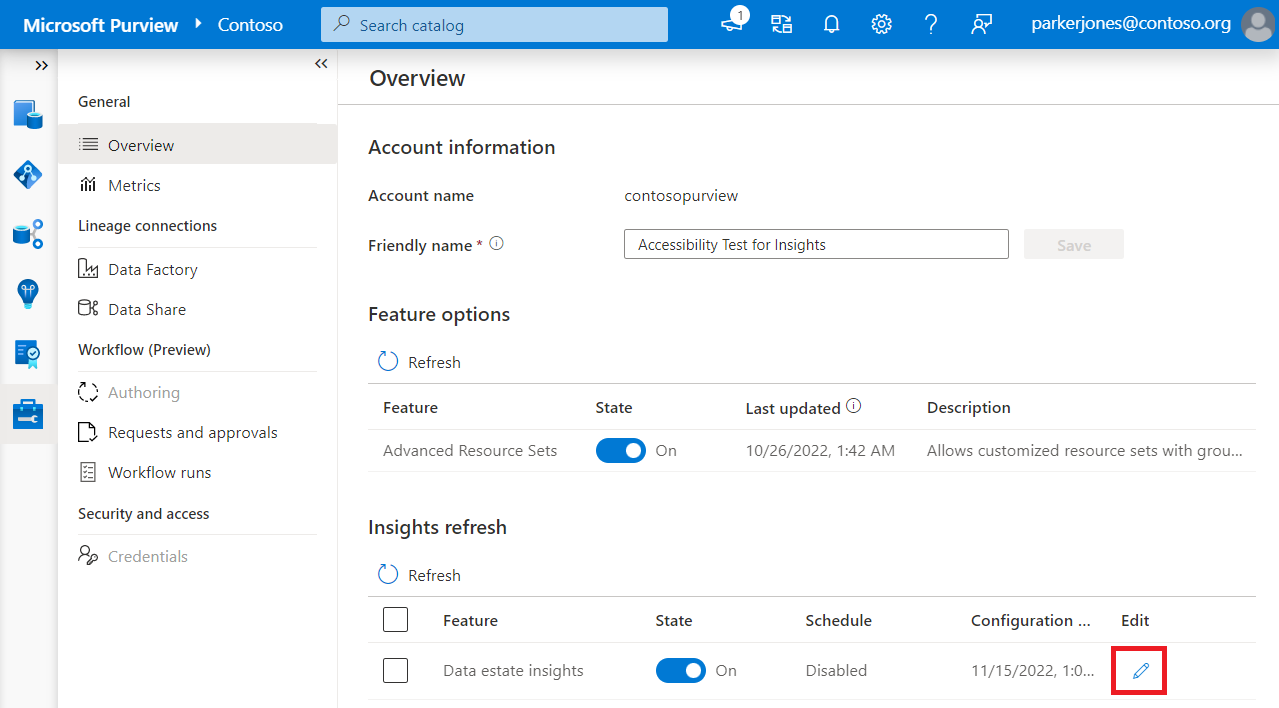 Microsoft Purview Contoso Search catalog 1 parkerjones@contoso.org
Overview
General
Overview
Metrics
Lineage connections
Data Factory
Data Share
Workflow (Preview)
Authoring
Requests and approvals
Workflow runs
Security and access
Credentials
Account information
Account name contosopurview
Friendly name * Accessibility Test for Insights Save
Feature options
Refresh
Feature State Last updated Description
Advanced Resource Sets On 10/26/2022, 1:42 AM Allows customized resource sets with grou...
Insights refresh
Refresh
Feature State Schedule Configuration ... Edit
Data estate insights On Disabled 11/15/2022, 1:0...